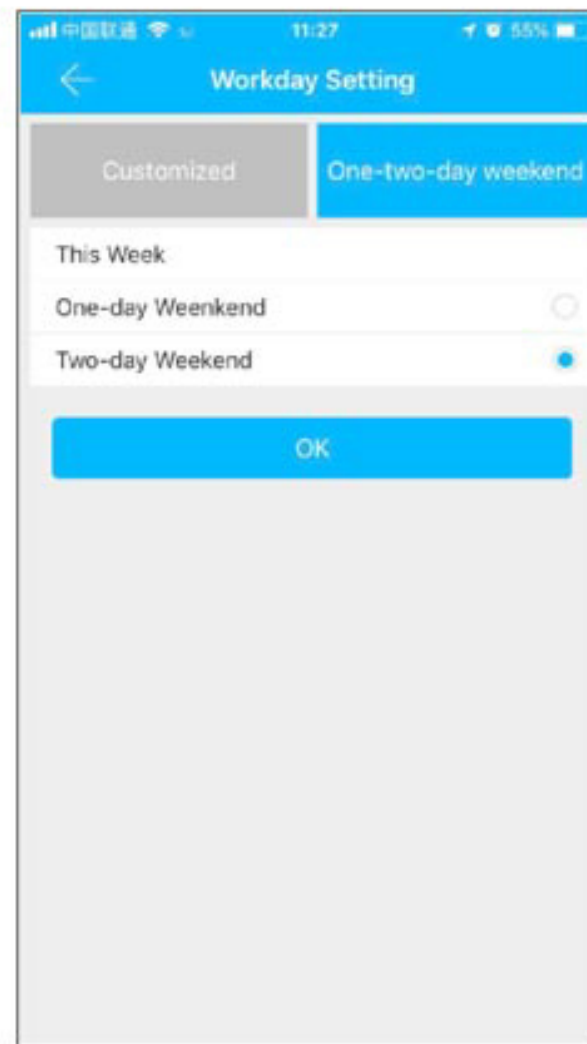 中国联通 11:27 55%
Workday Setting
Customized One-two-day weekend
This Week
One-day Weenkend
Two-day Weekend
OK